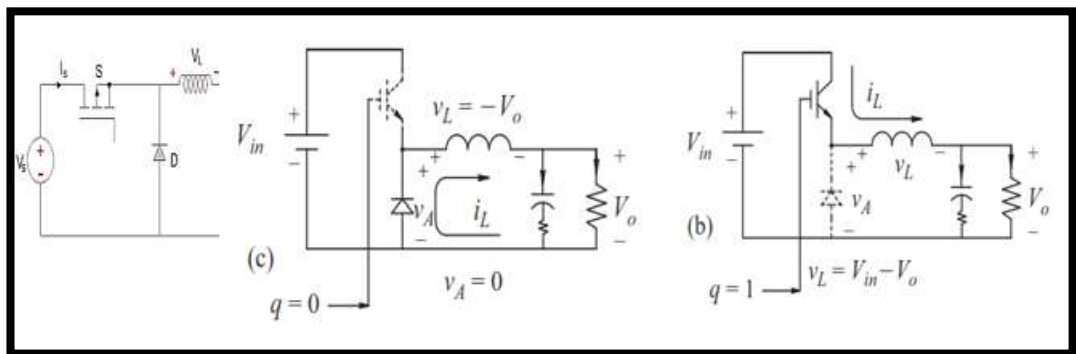 I_s
S
V_L
+
-
V_s
+
-
D
V_in
+
−
v_L = −V_o
+
−
+
v_A
−
i_L
+
V_o
−
(c)
v_A = 0
q = 0
V_in
+
−
i_L
+
−
v_L
+
v_A
−
+
V_o
−
(b)
v_L = V_in − V_o
q = 1